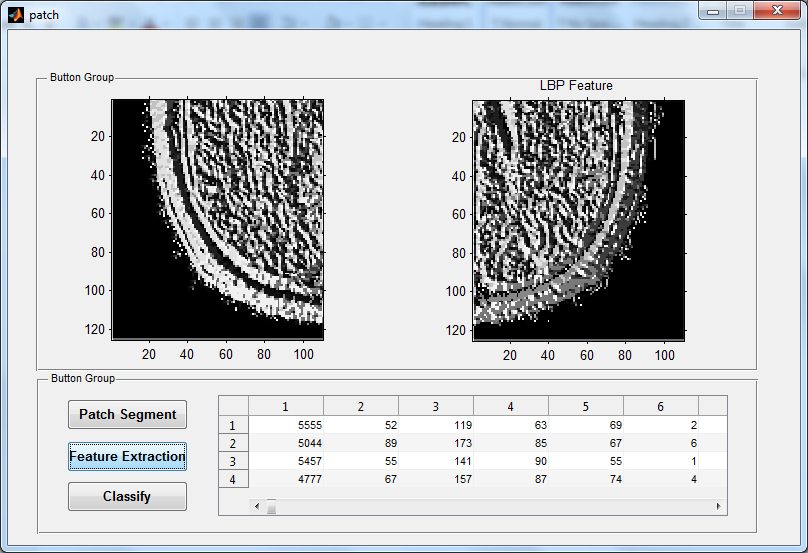 patch
Button Group
LBP Feature
20 20
40 40
60 60
80 80
100 100
120 120
20 40 60 80 100 20 40 60 80 100
Button Group
Patch Segment
Feature Extraction
Classify
1 2 3 4 5 6
1 5555 52 119 63 69 2
2 5044 89 173 85 67 6
3 5457 55 141 90 55 1
4 4777 67 157 87 74 4